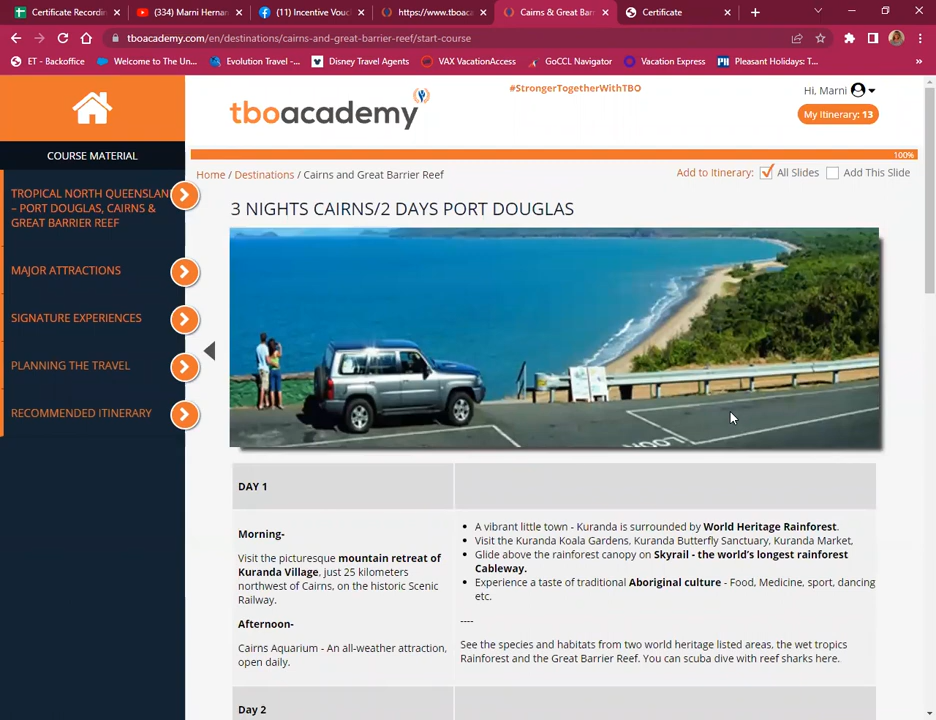 Certificate Recordin
(334) Marni Hernan
(11) Incentive Vouc
https://www.tboac
Cairns & Great Bar
Certificate
tboacademy.com/en/destinations/cairns-and-great-barrier-reef/start-course
ET - Backoffice
Welcome to The Un...
Evolution Travel -...
Disney Travel Agents
VAX VacationAccess
GoCCL Navigator
Vacation Express
Pleasant Holidays: T...
»
tboacademy
#StrongerTogetherWithTBO
Hi, Marni
My Itinerary: 13
COURSE MATERIAL
100%
TROPICAL NORTH QUEENSLAN
– PORT DOUGLAS, CAIRNS &
GREAT BARRIER REEF
MAJOR ATTRACTIONS
SIGNATURE EXPERIENCES
PLANNING THE TRAVEL
RECOMMENDED ITINERARY
Home / Destinations / Cairns and Great Barrier Reef
Add to Itinerary: All Slides Add This Slide
3 NIGHTS CAIRNS/2 DAYS PORT DOUGLAS
DAY 1
Morning-
Visit the picturesque mountain retreat of
Kuranda Village, just 25 kilometers
northwest of Cairns, on the historic Scenic
Railway.
Afternoon-
Cairns Aquarium - An all-weather attraction,
open daily.
• A vibrant little town - Kuranda is surrounded by World Heritage Rainforest.
• Visit the Kuranda Koala Gardens, Kuranda Butterfly Sanctuary, Kuranda Market,
• Glide above the rainforest canopy on Skyrail - the world's longest rainforest
Cableway.
• Experience a taste of traditional Aboriginal culture - Food, Medicine, sport, dancing
etc.
----
See the species and habitats from two world heritage listed areas, the wet tropics
Rainforest and the Great Barrier Reef. You can scuba dive with reef sharks here.
Day 2